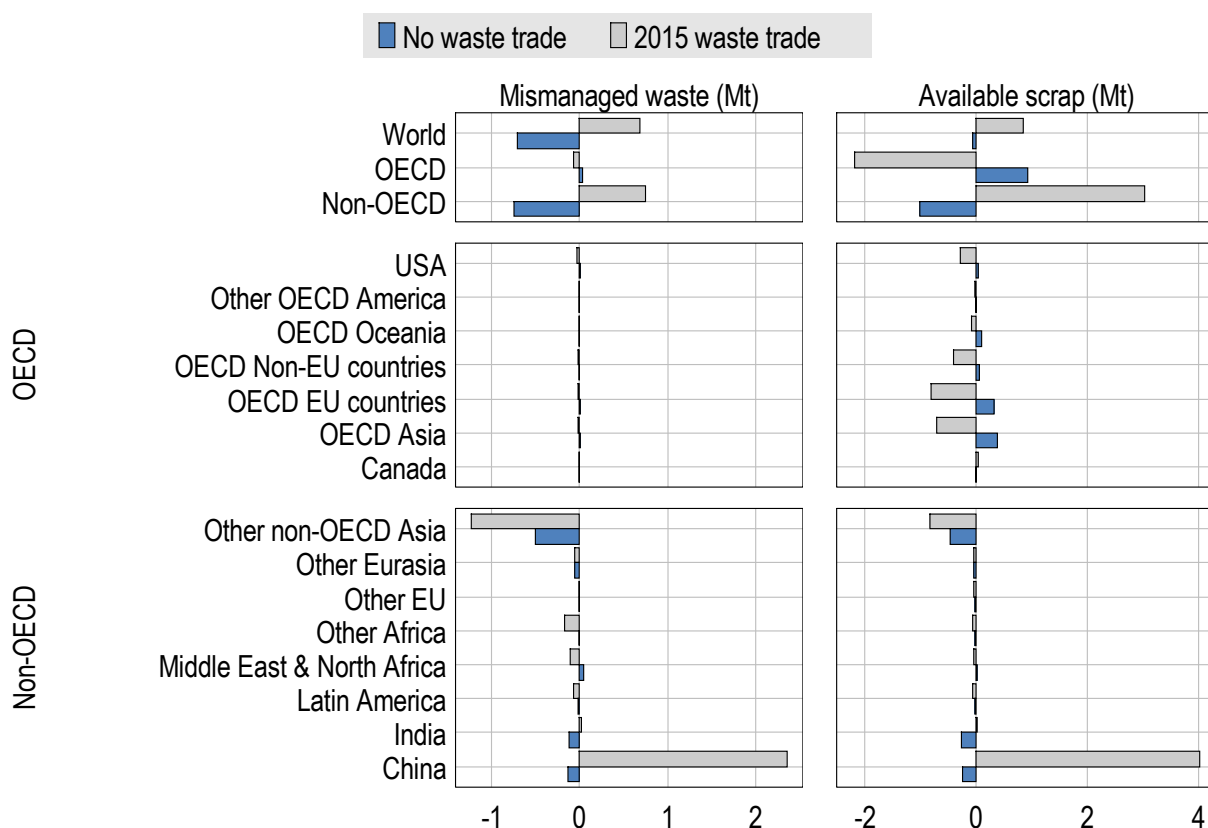 No waste trade 2015 waste trade
Mismanaged waste (Mt) Available scrap (Mt)
World
OECD
Non-OECD
OECD
USA
Other OECD America
OECD Oceania
OECD Non-EU countries
OECD EU countries
OECD Asia
Canada
Non-OECD
Other non-OECD Asia
Other Eurasia
Other EU
Other Africa
Middle East & North Africa
Latin America
India
China
-1 0 1 2 -2 0 2 4